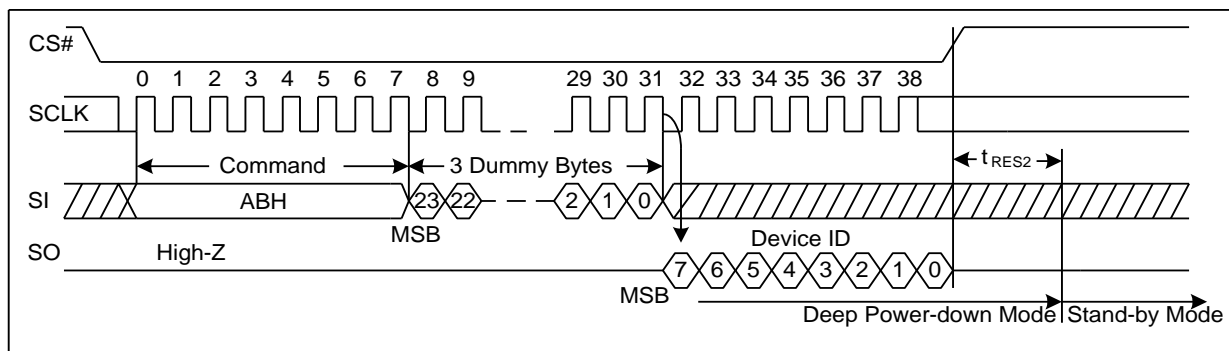 CS#
0 1 2 3 4 5 6 7 8 9 29 30 31 32 33 34 35 36 37 38
SCLK
Command 3 Dummy Bytes tRES2
SI ABH 23 22 2 1 0
MSB
SO High-Z Device ID
7 6 5 4 3 2 1 0
MSB
Deep Power-down Mode Stand-by Mode